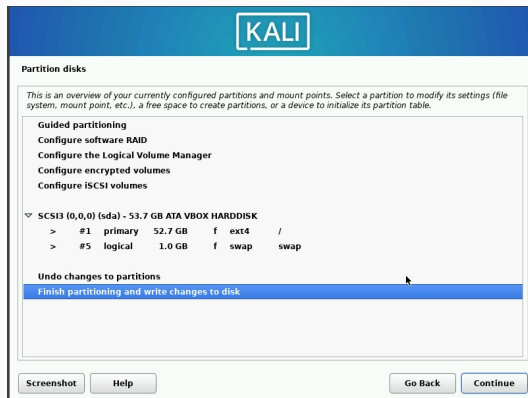 KALI
Partition disks
This is an overview of your currently configured partitions and mount points. Select a partition to modify its settings (file
system, mount point, etc.), a free space to create partitions, or a device to initialize its partition table.
Guided partitioning
Configure software RAID
Configure the Logical Volume Manager
Configure encrypted volumes
Configure iSCSI volumes
SCSI3 (0,0,0) (sda) - 53.7 GB ATA VBOX HARDDISK
> #1 primary 52.7 GB f ext4 /
> #5 logical 1.0 GB f swap swap
Undo changes to partitions
Finish partitioning and write changes to disk
Screenshot Help Go Back Continue